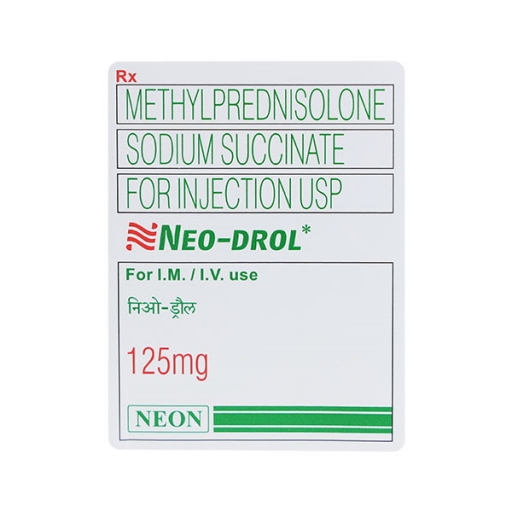 Rx
METHYLPREDNISOLONE
SODIUM SUCCINATE
FOR INJECTION USP
NEO-DROL*
For I.M. / I.V. use
निओ-ड्रौल
125mg
NEON